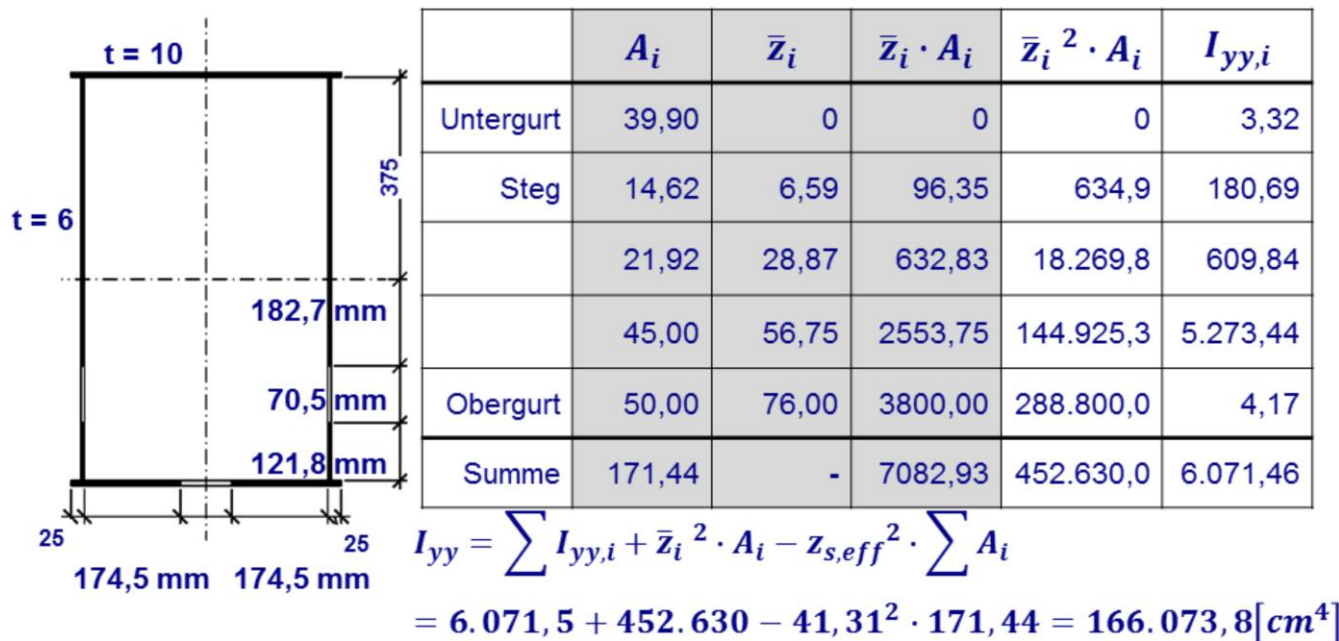 t = 10
t = 6
375
182,7 mm
70,5 mm
121,8 mm
25 25
174,5 mm 174,5 mm
A_i z̄_i z̄_i · A_i z̄_i ² · A_i I_yy,i
Untergurt 39,90 0 0 0 3,32
Steg 14,62 6,59 96,35 634,9 180,69
21,92 28,87 632,83 18.269,8 609,84
45,00 56,75 2553,75 144.925,3 5.273,44
Obergurt 50,00 76,00 3800,00 288.800,0 4,17
Summe 171,44 - 7082,93 452.630,0 6.071,46
I_yy = ∑ I_yy,i + z̄_i ² · A_i − z_s,eff² · ∑ A_i
= 6.071,5 + 452.630 − 41,31² · 171,44 = 166.073,8[cm⁴]